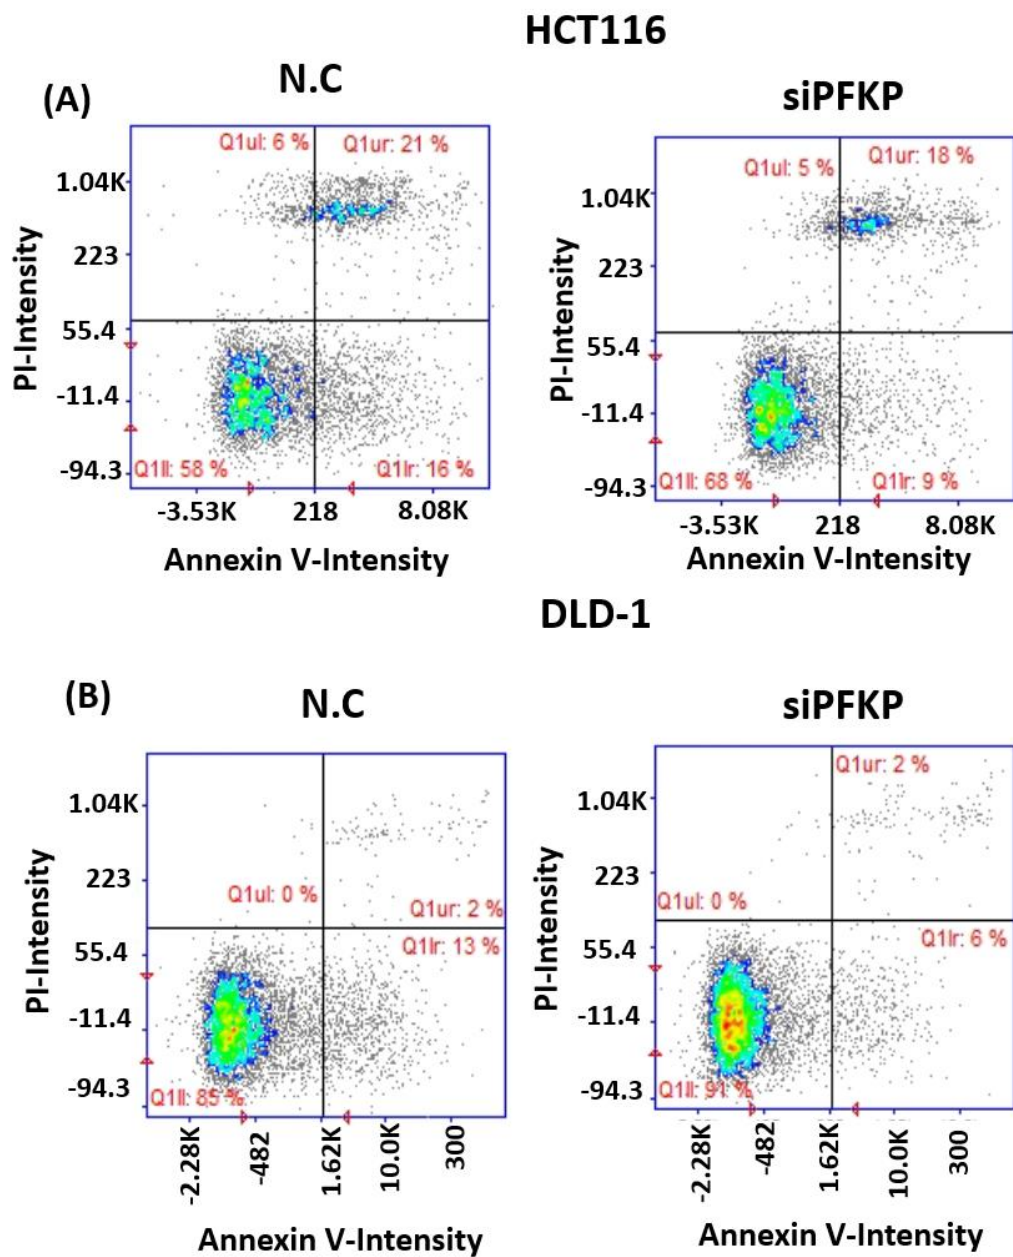 HCT116
(A)
N.C
siPFKP
Q1ul: 6 %
Q1ur: 21 %
Q1ul: 5 %
Q1ur: 18 %
1.04K
223
55.4
-11.4
-94.3
PI-Intensity
Q1ll: 58 %
Q1lr: 16 %
-3.53K
218
8.08K
Annexin V-Intensity
1.04K
223
55.4
-11.4
-94.3
PI-Intensity
Q1ll: 68 %
Q1lr: 9 %
-3.53K
218
8.08K
Annexin V-Intensity
DLD-1
(B)
N.C
siPFKP
1.04K
223
55.4
-11.4
-94.3
PI-Intensity
Q1ul: 0 %
Q1ur: 2 %
Q1lr: 13 %
Q1ll: 85 %
-2.28K
-482
1.62K
10.0K
300
Annexin V-Intensity
Q1ur: 2 %
1.04K
223
55.4
-11.4
-94.3
PI-Intensity
Q1ul: 0 %
Q1lr: 6 %
Q1ll: 91 %
-2.28K
-482
1.62K
10.0K
300
Annexin V-Intensity